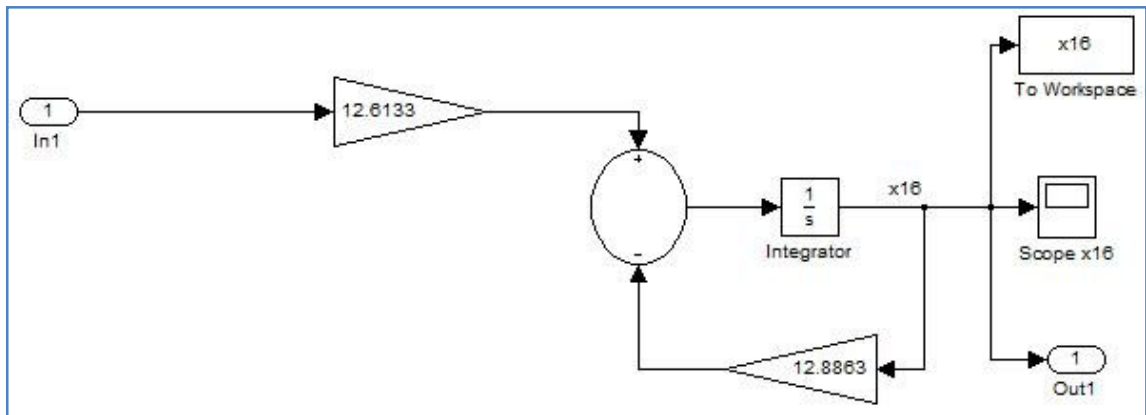 x16
To Workspace
1
In1
12.6133
+
-
1
s
Integrator
x16
Scope x16
12.8863
1
Out1